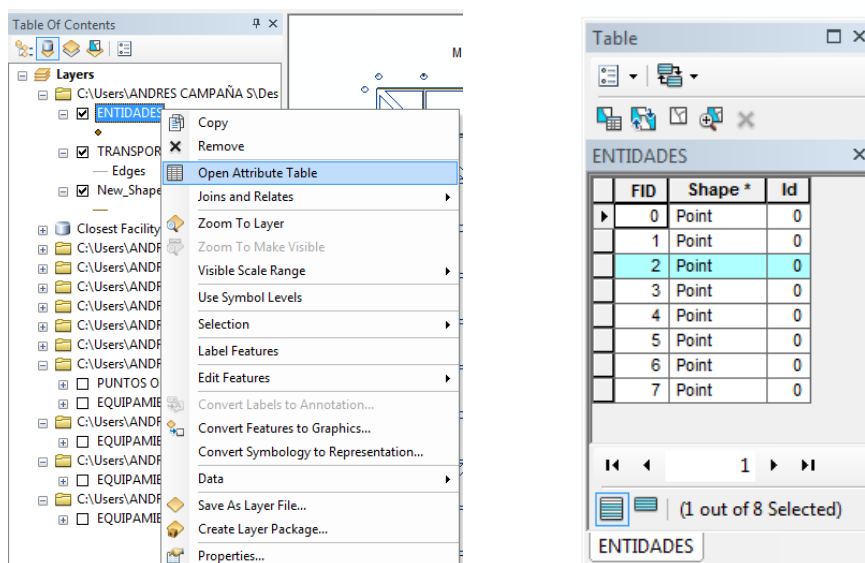 Table Of Contents
M
Layers
C:\Users\ANDRES CAMPAÑA S\Des
ENTIDADES
TRANSPOR
Edges
New_Shape
Closest Facility
C:\Users\ANDR
C:\Users\ANDR
C:\Users\ANDR
C:\Users\ANDR
C:\Users\ANDR
C:\Users\ANDR
C:\Users\ANDR
PUNTOS O
EQUIPAMIE
C:\Users\ANDR
EQUIPAMIE
C:\Users\ANDR
EQUIPAMIE
C:\Users\ANDR
EQUIPAMIE
Copy
Remove
Open Attribute Table
Joins and Relates
Zoom To Layer
Zoom To Make Visible
Visible Scale Range
Use Symbol Levels
Selection
Label Features
Edit Features
Convert Labels to Annotation...
Convert Features to Graphics...
Convert Symbology to Representation...
Data
Save As Layer File...
Create Layer Package...
Properties...
Table
ENTIDADES
FID Shape * Id
0 Point 0
1 Point 0
2 Point 0
3 Point 0
4 Point 0
5 Point 0
6 Point 0
7 Point 0
1
(1 out of 8 Selected)
ENTIDADES